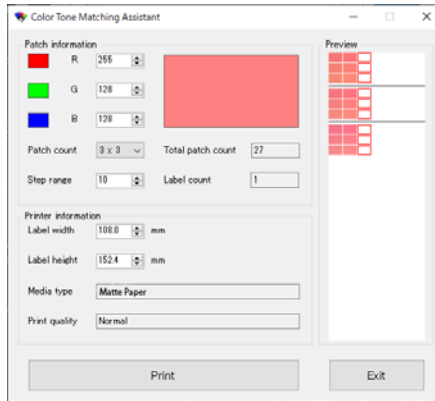 Color Tone Matching Assistant
Patch information
R 255
G 128
B 128
Patch count 3 x 3 Total patch count 27
Step range 10 Label count 1
Printer information
Label width 108.0 mm
Label height 152.4 mm
Media type Matte Paper
Print quality Normal
Preview
Print
Exit